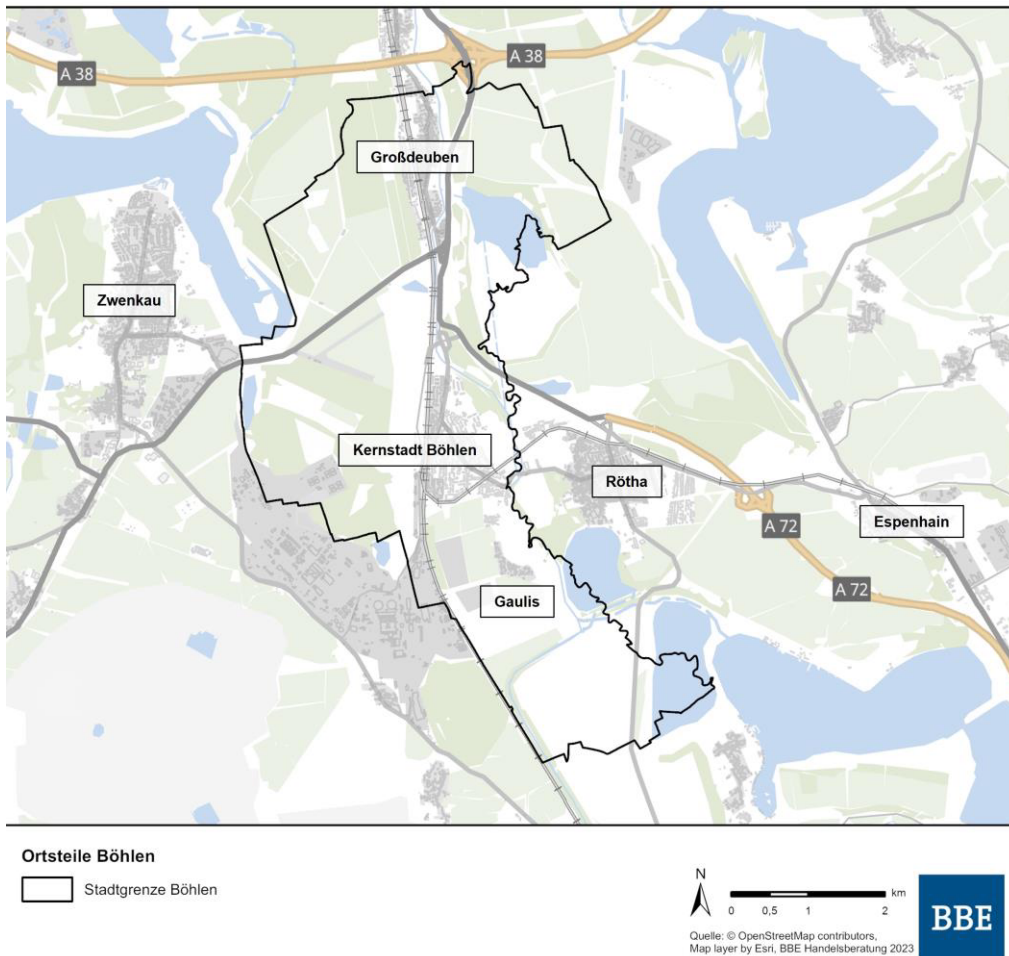 A 38
A 38
Großdeuben
Zwenkau
Kernstadt Böhlen
Rötha
A 72
Espenhain
Gaulis
A 72
Ortsteile Böhlen
Stadtgrenze Böhlen
N
km
0 0,5 1 2
Quelle: © OpenStreetMap contributors,
Map layer by Esri, BBE Handelsberatung 2023
BBE